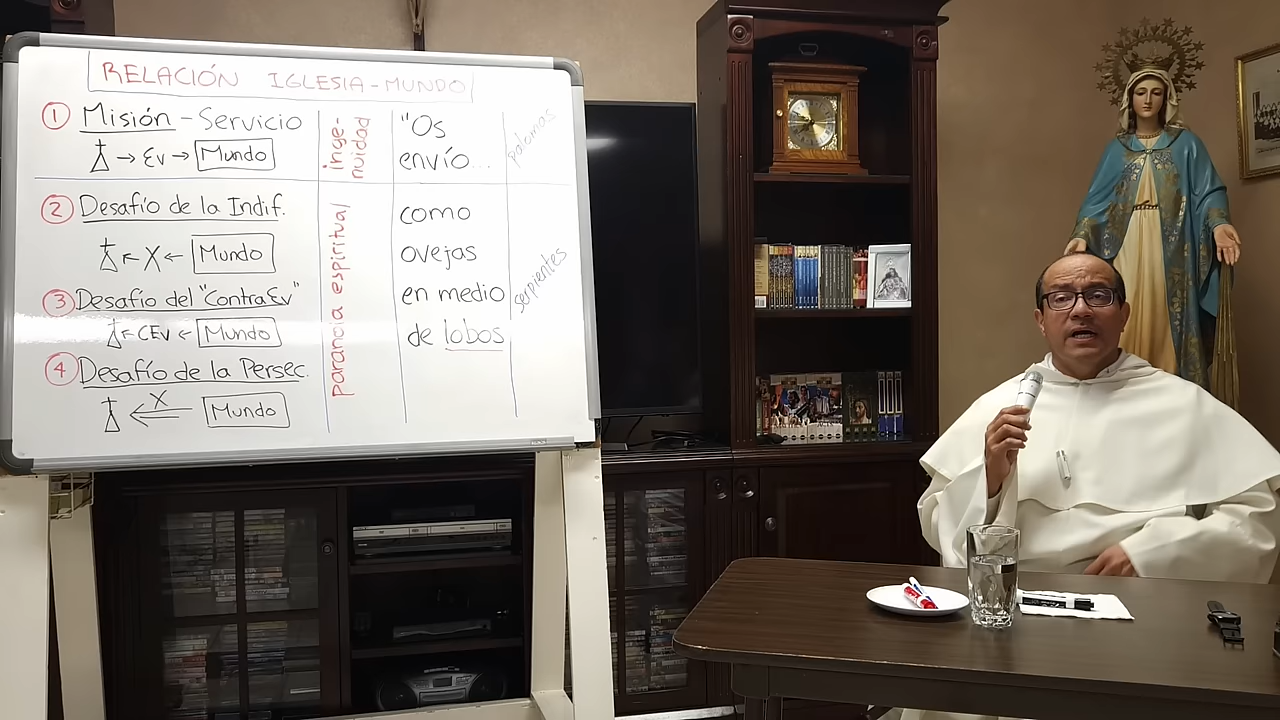 RELACIÓN IGLESIA-MUNDO
① Misión - Servicio
→ Ev → Mundo
② Desafío de la Indif.
← X ← Mundo
③ Desafío del "ContraEv"
← CEv ← Mundo
④ Desafío de la Persec.
X ← Mundo
inge-
nuidad
paranoia espiritual
"Os
envío...
como
ovejas
en medio
de lobos
palomas
serpientes